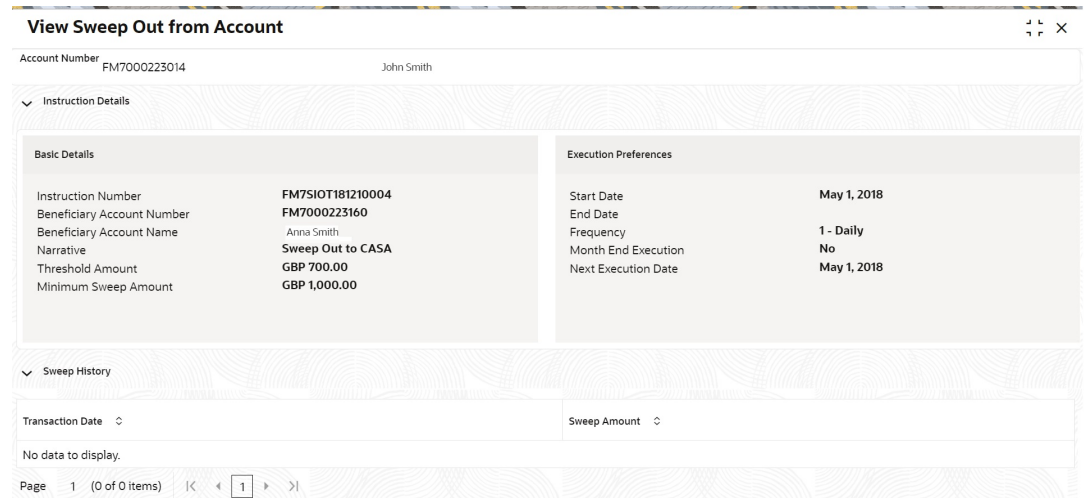 View Sweep Out from Account
Account Number FM7000223014 John Smith
Instruction Details
Basic Details
Instruction Number FM7SIOT181210004
Beneficiary Account Number FM7000223160
Beneficiary Account Name Anna Smith
Narrative Sweep Out to CASA
Threshold Amount GBP 700.00
Minimum Sweep Amount GBP 1,000.00
Execution Preferences
Start Date May 1, 2018
End Date
Frequency 1 - Daily
Month End Execution No
Next Execution Date May 1, 2018
Sweep History
Transaction Date Sweep Amount
No data to display.
Page 1 (0 of 0 items) 1